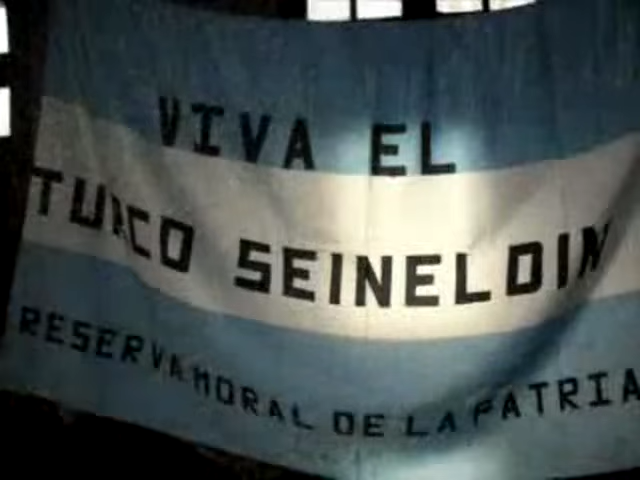 VIVA EL
TURCO SEINELDIN
RESERVA MORAL DE LA PATRIA